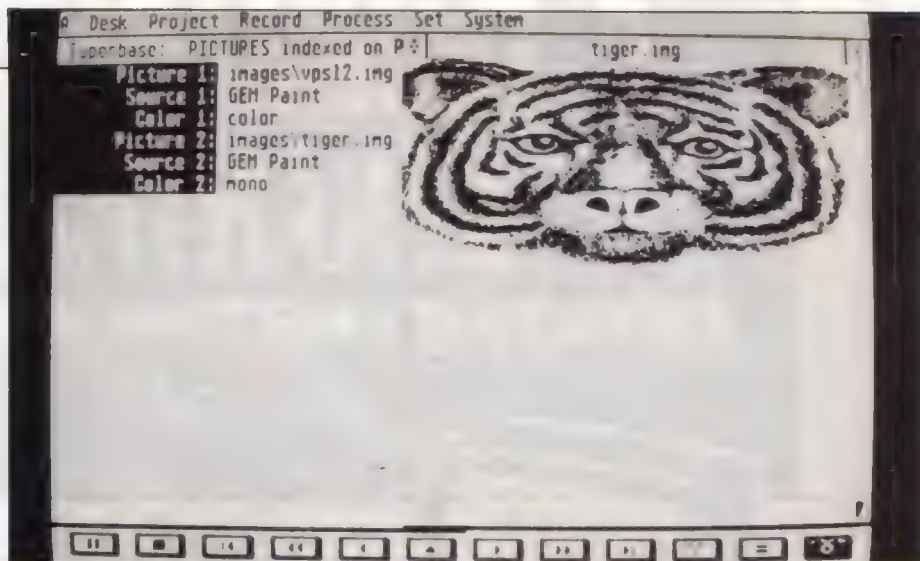 Desk Project Record Process Set System
Superbase: PICTURES indexed on P
tiger.img
Picture 1: images\vps12.img
Source 1: GEM Paint
Color 1: color
Picture 2: images\tiger.img
Source 2: GEM Paint
Color 2: mono